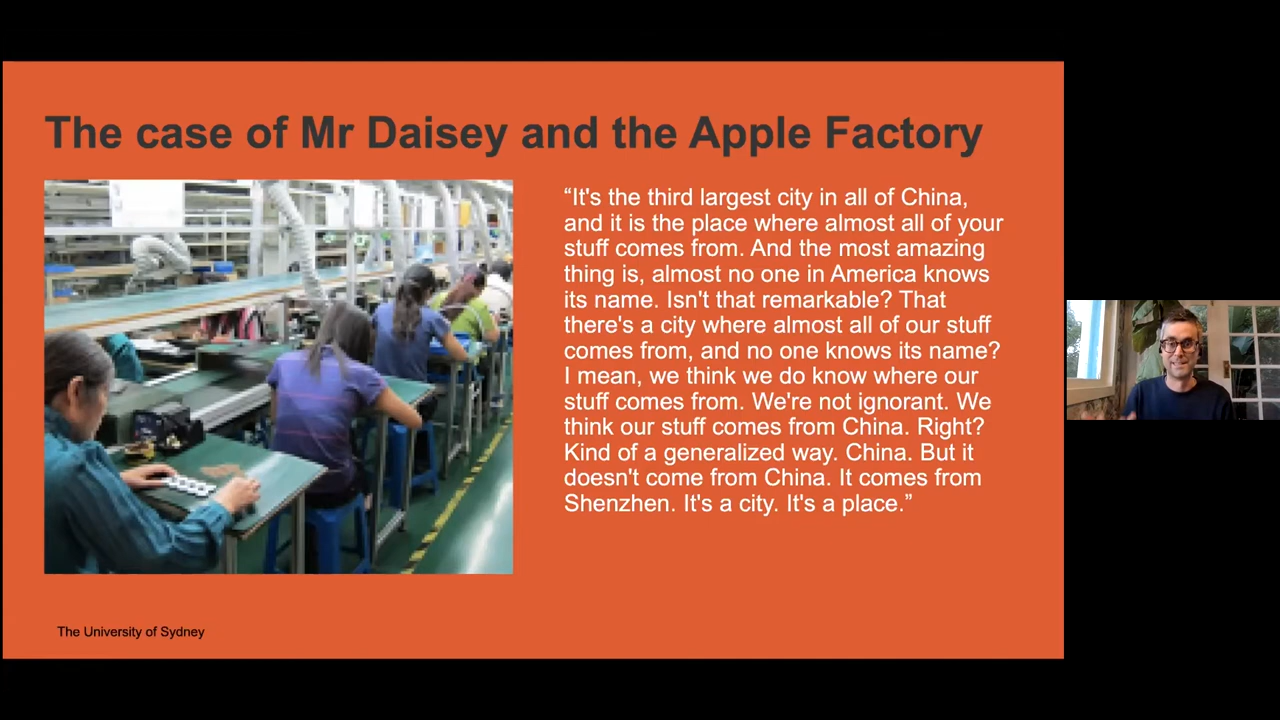 The case of Mr Daisey and the Apple Factory
“It's the third largest city in all of China,
and it is the place where almost all of your
stuff comes from. And the most amazing
thing is, almost no one in America knows
its name. Isn't that remarkable? That
there's a city where almost all of our stuff
comes from, and no one knows its name?
I mean, we think we do know where our
stuff comes from. We're not ignorant. We
think our stuff comes from China. Right?
Kind of a generalized way. China. But it
doesn't come from China. It comes from
Shenzhen. It's a city. It's a place.”
The University of Sydney